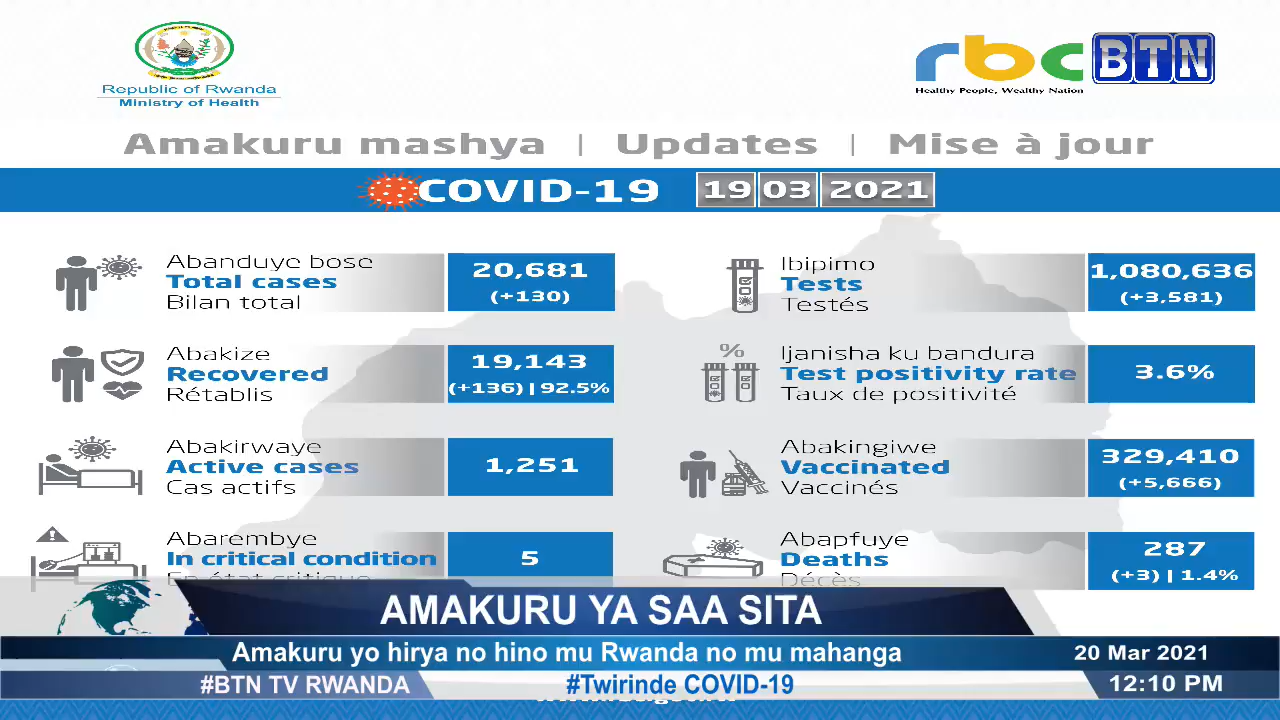 Republic of Rwanda
Ministry of Health
rbc
Healthy People, Wealthy Nation
BTN
Amakuru mashya | Updates | Mise à jour
COVID-19 19 03 2021
Abanduye bose
Total cases
Bilan total
20,681
(+130)
Ibipimo
Tests
Testés
1,080,636
(+3,581)
Abakize
Recovered
Rétablis
19,143
(+136) | 92.5%
%
Ijanisha ku bandura
Test positivity rate
Taux de positivité
3.6%
Abakirwaye
Active cases
Cas actifs
1,251
Abakingiwe
Vaccinated
Vaccinés
329,410
(+5,666)
Abarembye
In critical condition
En état critique
5
Abapfuye
Deaths
Décès
287
(+3) | 1.4%
AMAKURU YA SAA SITA
Amakuru yo hirya no hino mu Rwanda no mu mahanga
20 Mar 2021
#BTN TV RWANDA
#Twirinde COVID-19
12:10 PM